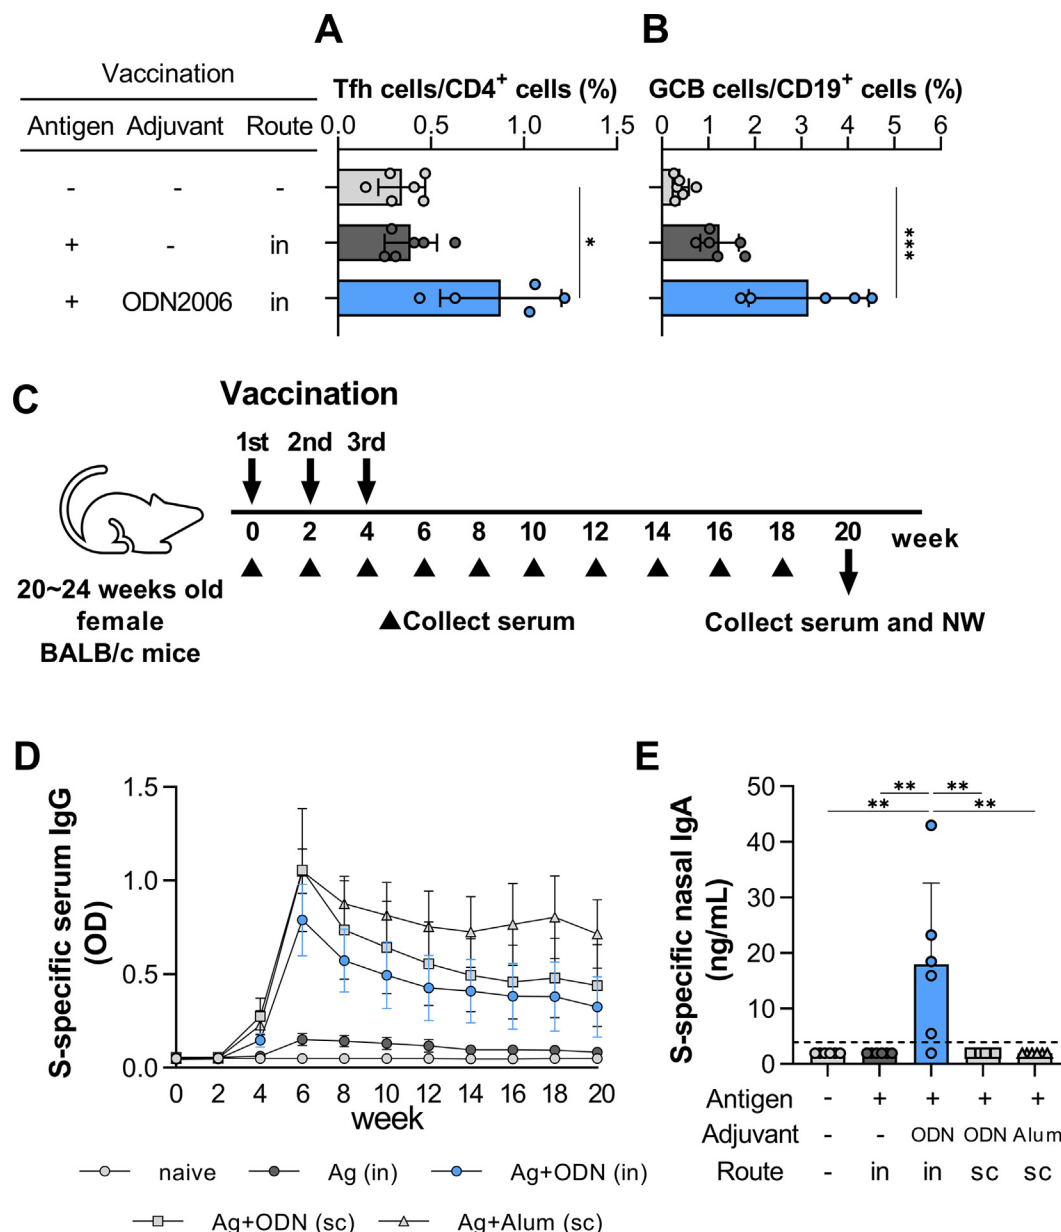 A
B
Vaccination
Tfh cells/CD4+ cells (%)
GCB cells/CD19+ cells (%)
Antigen Adjuvant Route
0.0 0.5 1.0 1.5
0 1 2 3 4 5 6
- - -
+ - in
*
***
+ ODN2006 in
C
Vaccination
1st 2nd 3rd
0 2 4 6 8 10 12 14 16 18 20 week
20~24 weeks old
female
BALB/c mice
▲Collect serum
Collect serum and NW
D
S-specific serum IgG
(OD)
1.5
1.0
0.5
0.0
0 2 4 6 8 10 12 14 16 18 20
week
naive Ag (in) Ag+ODN (in)
Ag+ODN (sc) Ag+Alum (sc)
E
S-specific nasal IgA
(ng/mL)
50
40
30
20
10
0
** **
** **
Antigen - + + + +
Adjuvant - - ODN ODN Alum
Route - in in sc sc